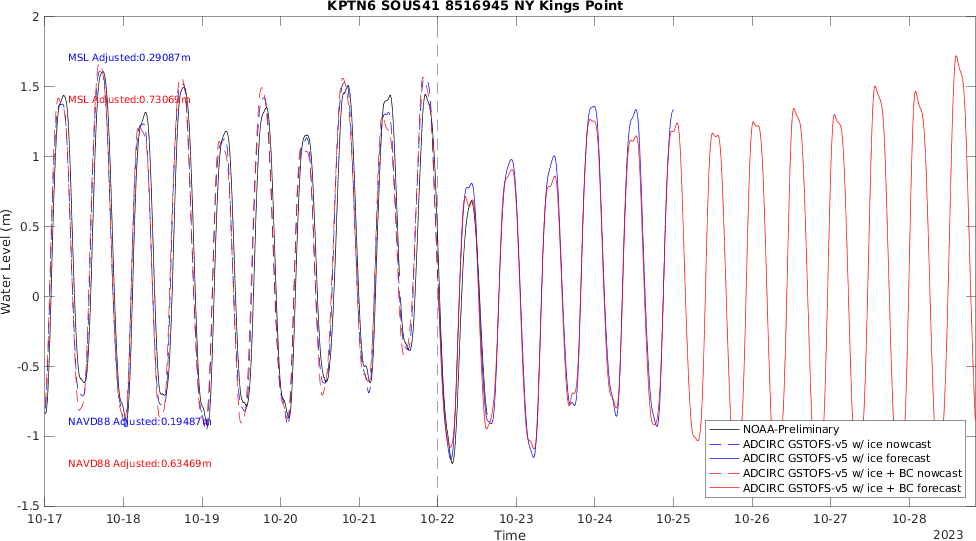 KPTN6 SOUS41 8516945 NY Kings Point
Water Level (m)
2
1.5
1
0.5
0
-0.5
-1
-1.5
MSL Adjusted:0.29087m
MSL Adjusted:0.73069m
NAVD88 Adjusted:0.19487m
NAVD88 Adjusted:0.63469m
NOAA-Preliminary
ADCIRC GSTOFS-v5 w/ ice nowcast
ADCIRC GSTOFS-v5 w/ ice forecast
ADCIRC GSTOFS-v5 w/ ice + BC nowcast
ADCIRC GSTOFS-v5 w/ ice + BC forecast
10-17 10-18 10-19 10-20 10-21 10-22 10-23 10-24 10-25 10-26 10-27 10-28
Time
2023